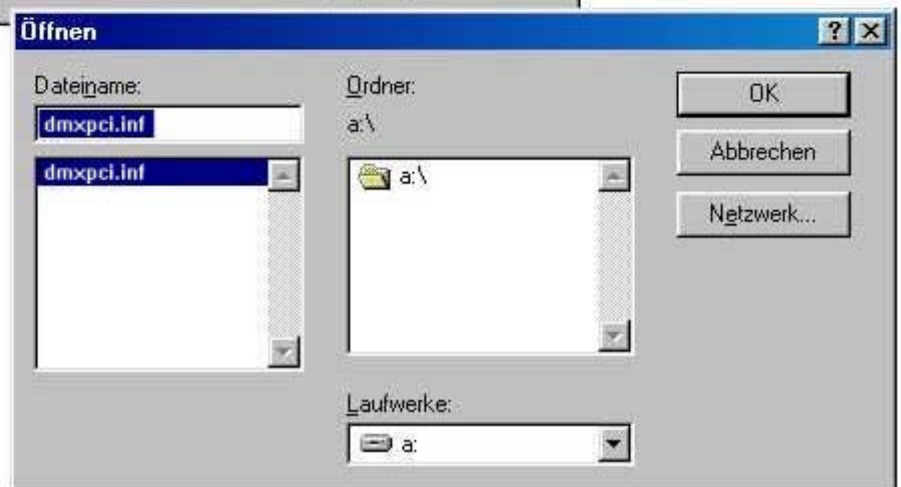 Öffnen
Dateiname:
dmxpci.inf
dmxpci.inf
Ordner:
a:\
a:\
Laufwerke:
a:
OK
Abbrechen
Netzwerk...